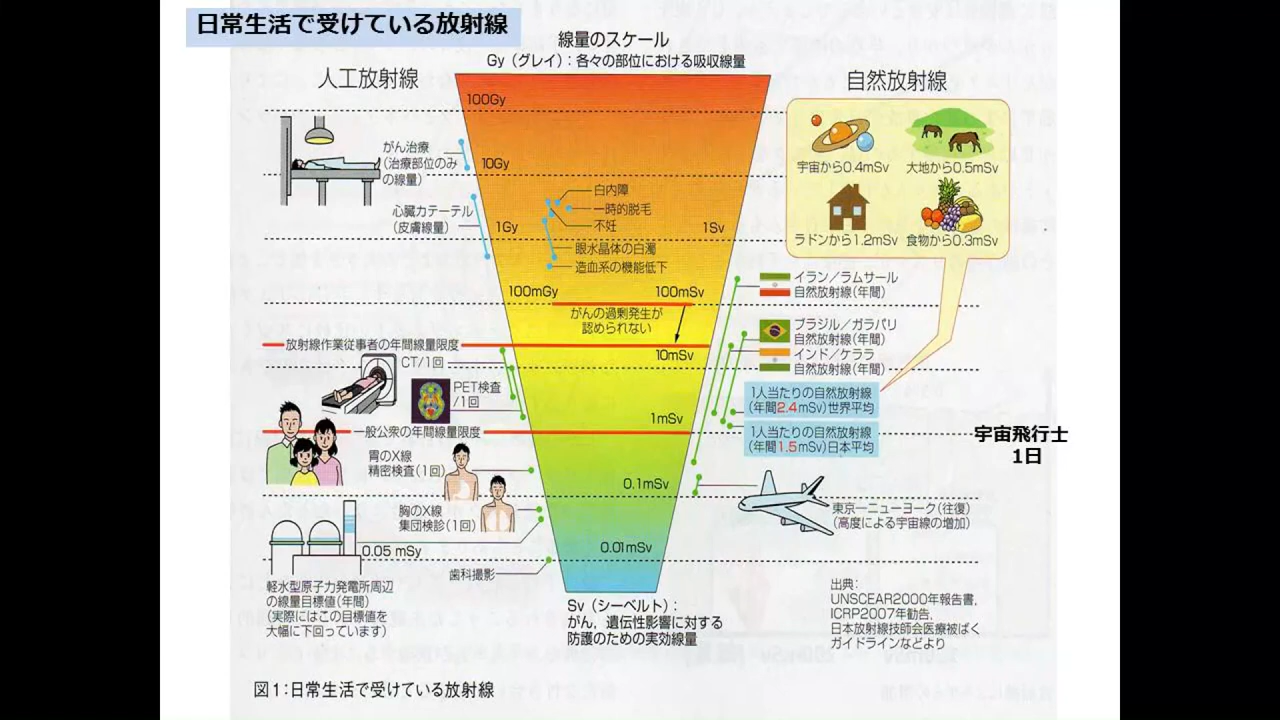 日常生活で受けている放射線
線量のスケール
Gy（グレイ）：各々の部位における吸収線量
人工放射線
自然放射線
100Gy
がん治療
（治療部位のみ
の線量）
10Gy
心臓カテーテル
（皮膚線量）
1Gy
白内障
一時的脱毛
不妊
眼水晶体の白濁
造血系の機能低下
1Sv
宇宙から0.4mSv
大地から0.5mSv
ラドンから1.2mSv
食物から0.3mSv
イラン／ラムサール
自然放射線（年間）
100mGy
100mSv
がんの過剰発生が
認められない
ブラジル／ガラパリ
自然放射線（年間）
インド／ケララ
自然放射線（年間）
放射線作業従事者の年間線量限度
10mSv
CT/1回
PET検査
/1回
1人当たりの自然放射線
（年間2.4mSv）世界平均
1mSv
一般公衆の年間線量限度
1人当たりの自然放射線
（年間1.5mSv）日本平均
宇宙飛行士
1日
胃のX線
精密検査（1回）
0.1mSv
胸のX線
集団検診（1回）
東京―ニューヨーク（往復）
（高度による宇宙線の増加）
0.05 mSy
0.01mSv
歯科撮影
軽水型原子力発電所周辺
の線量目標値（年間）
（実際にはこの目標値を
大幅に下回っています）
Sv（シーベルト）：
がん，遺伝性影響に対する
防護のための実効線量
出典：
UNSCEAR2000年報告書，
ICRP2007年勧告，
日本放射線技師会医療被ばく
ガイドラインなどより
図1：日常生活で受けている放射線